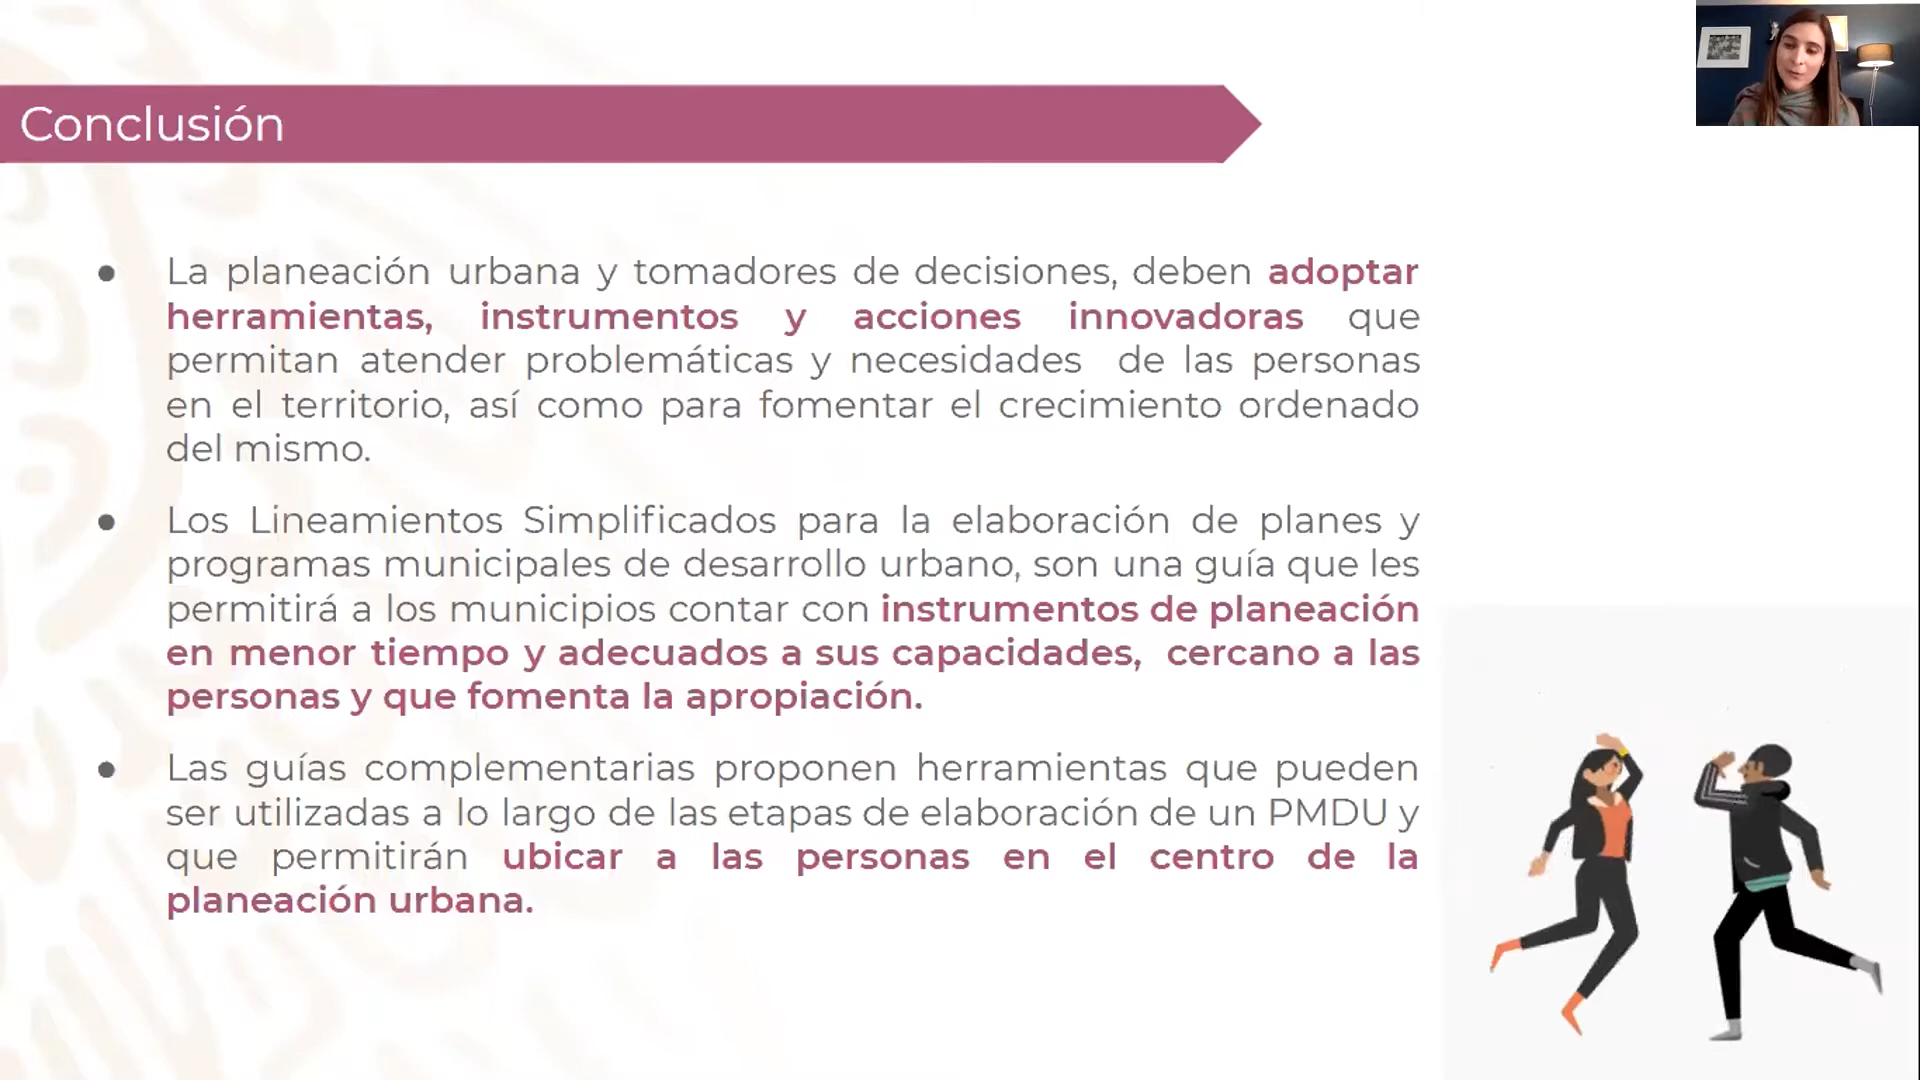 Conclusión
● La planeación urbana y tomadores de decisiones, deben adoptar
herramientas, instrumentos y acciones innovadoras que
permitan atender problemáticas y necesidades de las personas
en el territorio, así como para fomentar el crecimiento ordenado
del mismo.
● Los Lineamientos Simplificados para la elaboración de planes y
programas municipales de desarrollo urbano, son una guía que les
permitirá a los municipios contar con instrumentos de planeación
en menor tiempo y adecuados a sus capacidades, cercano a las
personas y que fomenta la apropiación.
● Las guías complementarias proponen herramientas que pueden
ser utilizadas a lo largo de las etapas de elaboración de un PMDU y
que permitirán ubicar a las personas en el centro de la
planeación urbana.